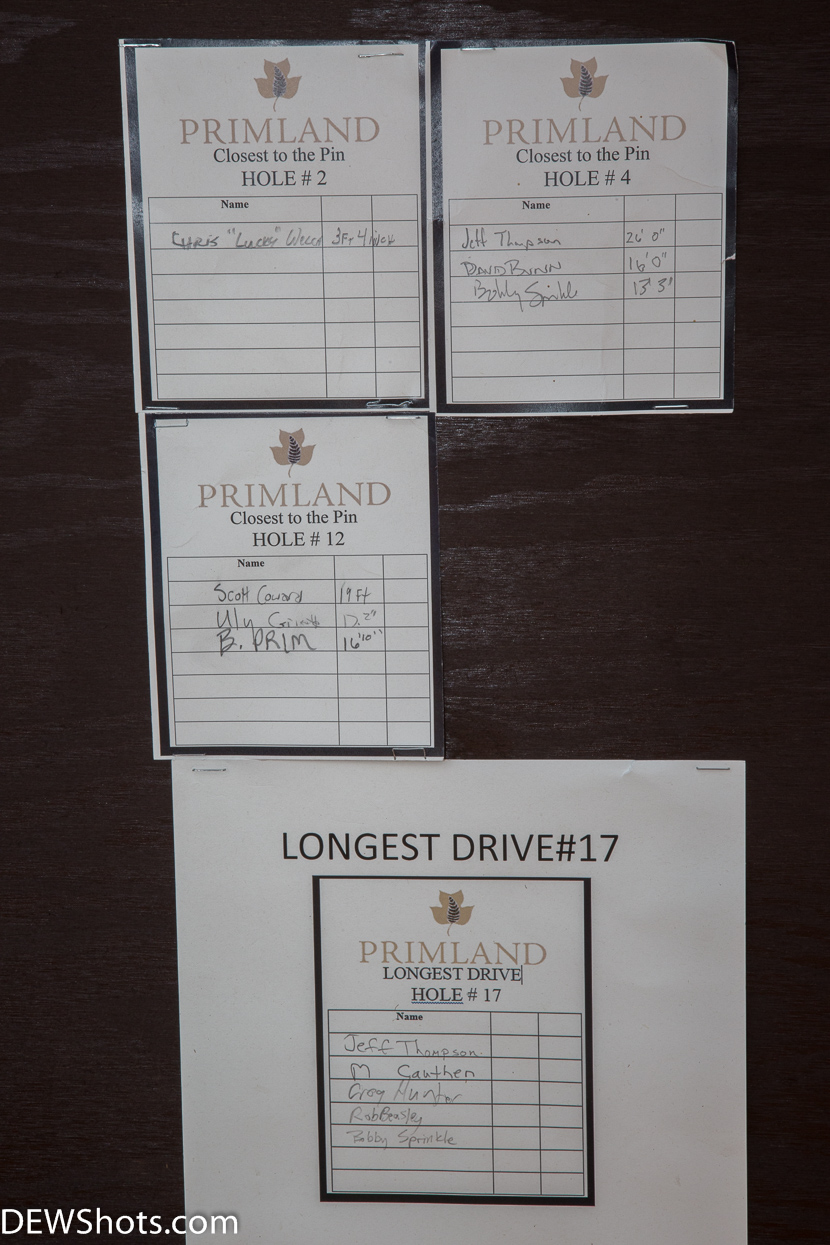 PRIMLAND
Closest to the Pin
HOLE # 2
Name
CHRIS "Lucky" 3FT 4 inch
PRIMLAND
Closest to the Pin
HOLE # 4
Name
Jeff Thompson 26' 0"
DAVID BUNN 16'0"
Bobby Sprinkle 13' 3"
PRIMLAND
Closest to the Pin
HOLE # 12
Name
Scott Coward 19 Ft
Uly
B. PRIM 16'10"
LONGEST DRIVE#17
PRIMLAND
LONGEST DRIVE
HOLE # 17
Name
Jeff Thompson
M Cauthen
Greg Hunter
Rob Beasley
Bobby Sprinkle
DEWShots.com